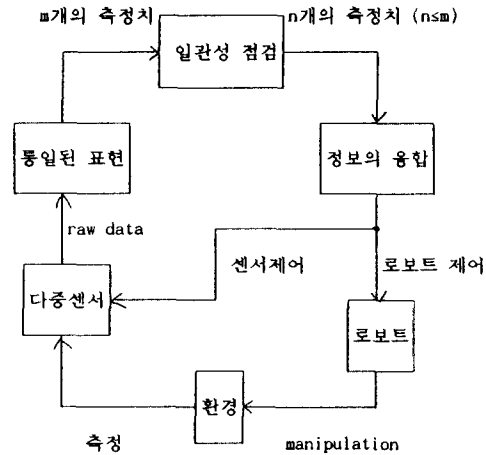 m개의 측정치
n개의 측정치 (n≤m)
일관성 점검
통일된 표현
정보의 융합
raw data
센서제어
로보트 제어
다중센서
로보트
환경
측정
manipulation